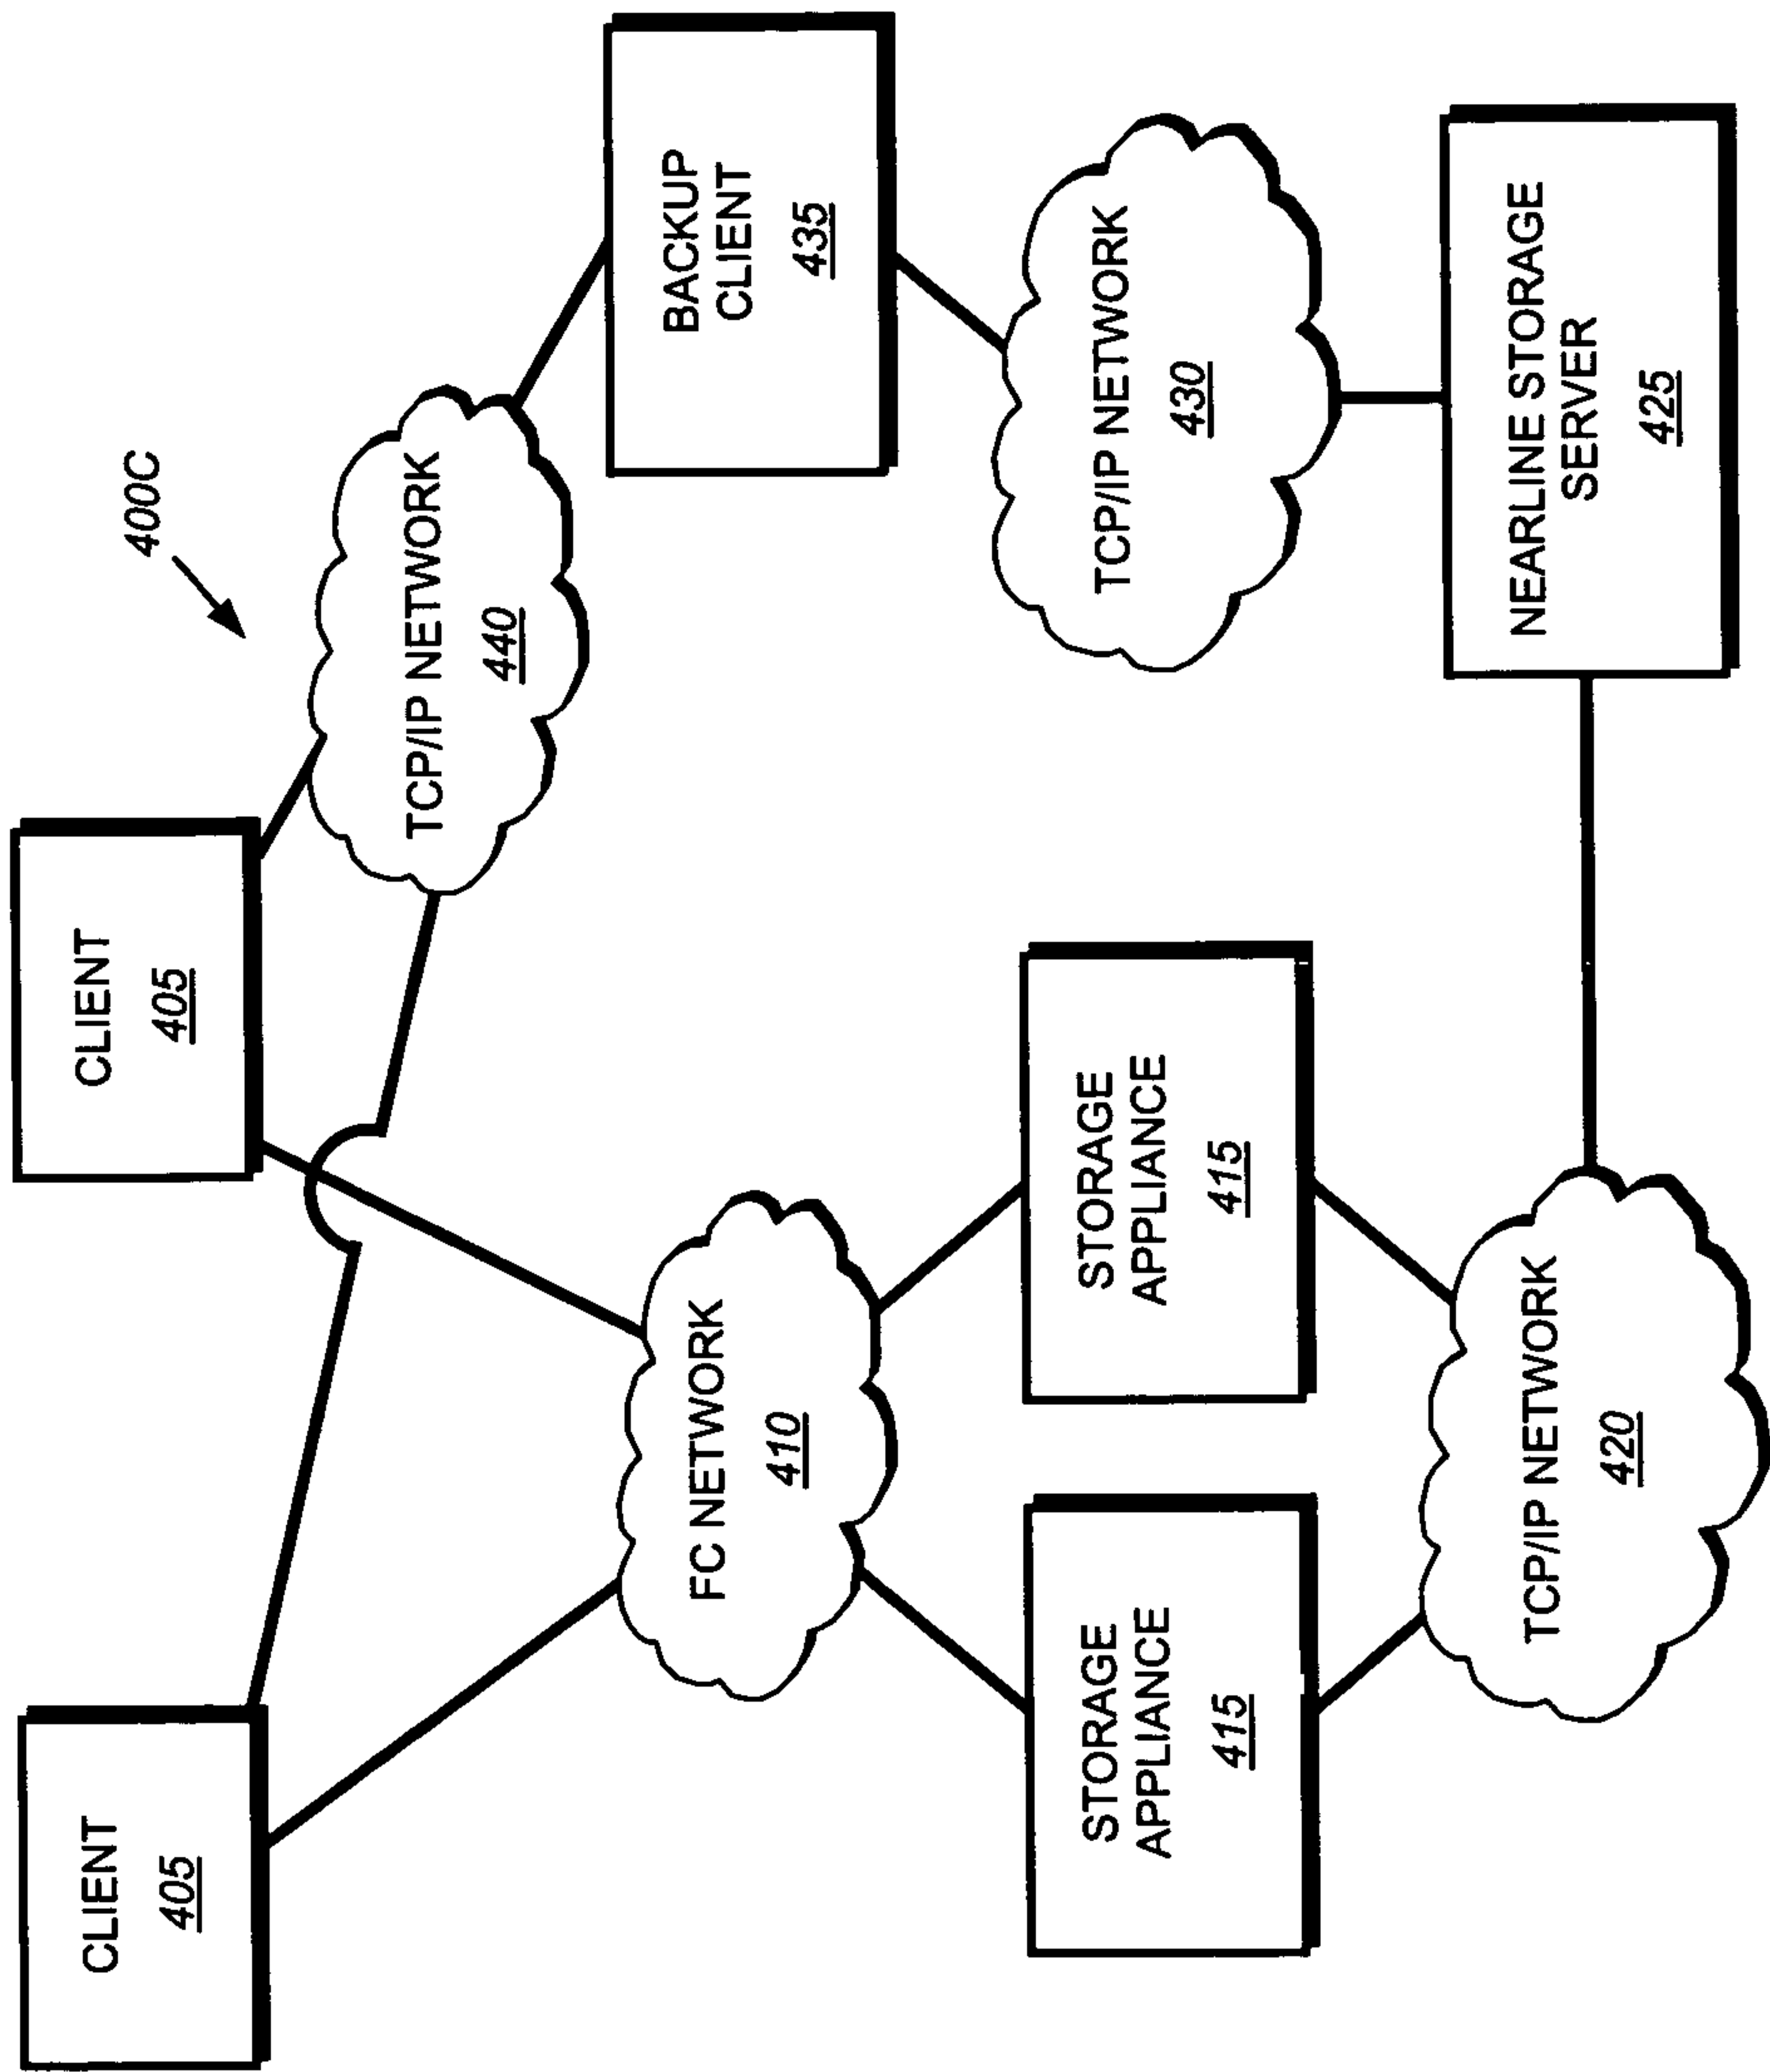 400C
CLIENT
405
CLIENT
405
TCP/IP NETWORK
440
FC NETWORK
410
BACKUP
CLIENT
435
STORAGE
APPLIANCE
415
STORAGE
APPLIANCE
415
TCP/IP NETWORK
430
TCP/IP NETWORK
420
NEARLINE STORAGE
SERVER
425